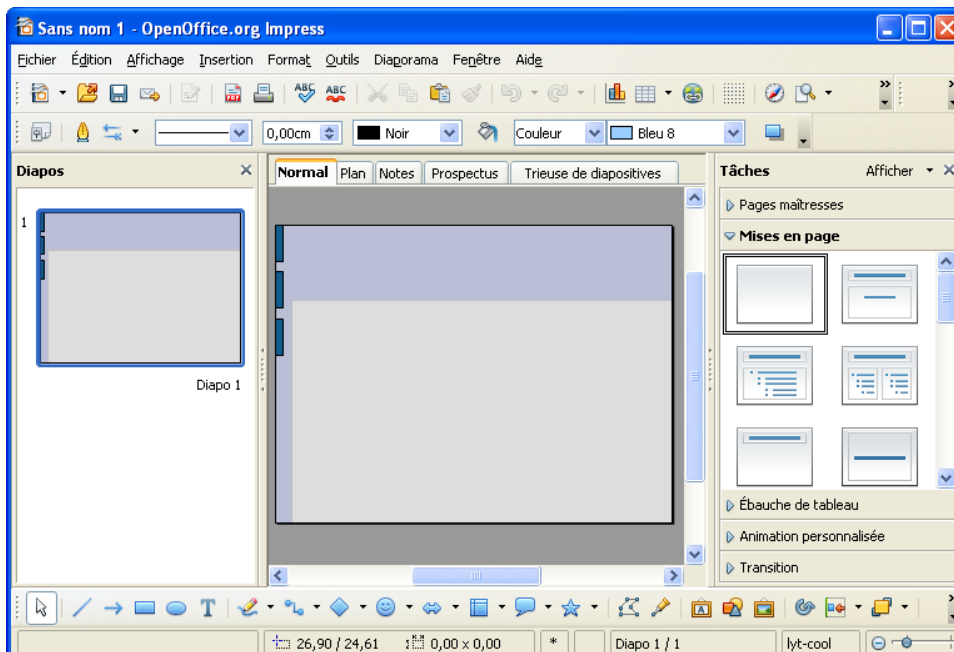 Sans nom 1 - OpenOffice.org Impress
Fichier Édition Affichage Insertion Format Outils Diaporama Fenêtre Aide
ABC ABC
0,00cm Noir Couleur Bleu 8
Diapos
1
Diapo 1
Normal Plan Notes Prospectus Trieuse de diapositives
Tâches Afficher
Pages maîtresses
Mises en page
Ébauche de tableau
Animation personnalisée
Transition
T A
26,90 / 24,61 0,00 x 0,00 * Diapo 1 / 1 lyt-cool